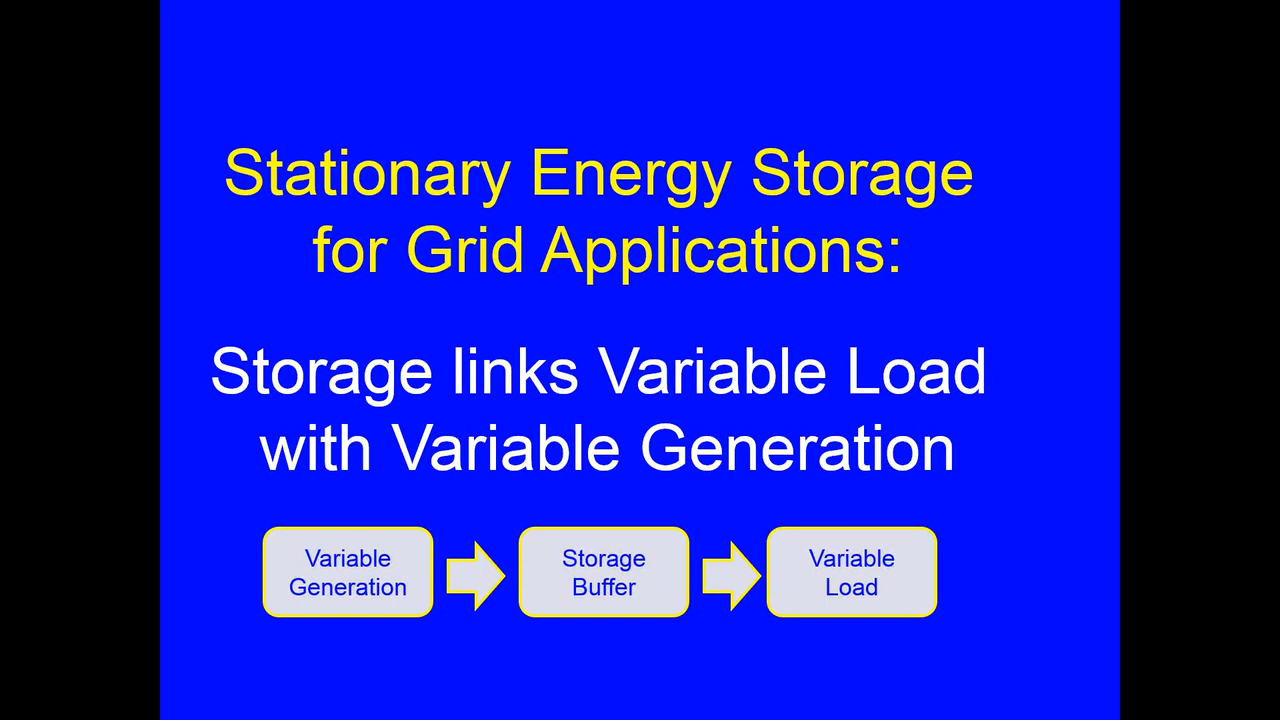 Stationary Energy Storage
for Grid Applications:
Storage links Variable Load
with Variable Generation
Variable
Generation
Storage
Buffer
Variable
Load